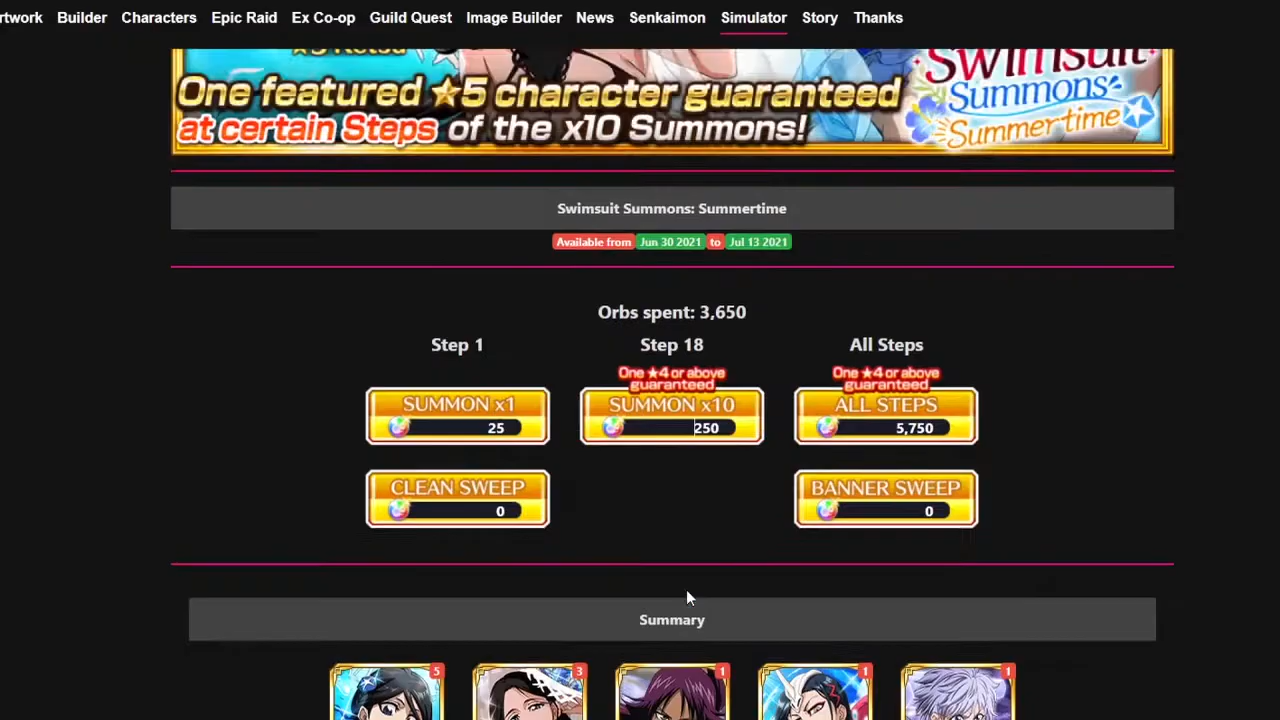 rtwork Builder Characters Epic Raid Ex Co-op Guild Quest Image Builder News Senkaimon Simulator Story Thanks
One featured ★5 character guaranteed
at certain Steps of the x10 Summons!
Swimsuit
Summons
Summertime
Swimsuit Summons: Summertime
Available from Jun 30 2021 to Jul 13 2021
Orbs spent: 3,650
Step 1 Step 18 All Steps
One ★4 or above guaranteed One ★4 or above guaranteed
SUMMON x1 SUMMON x10 ALL STEPS
25 250 5,750
CLEAN SWEEP BANNER SWEEP
0 0
Summary
5 3 1 1 1